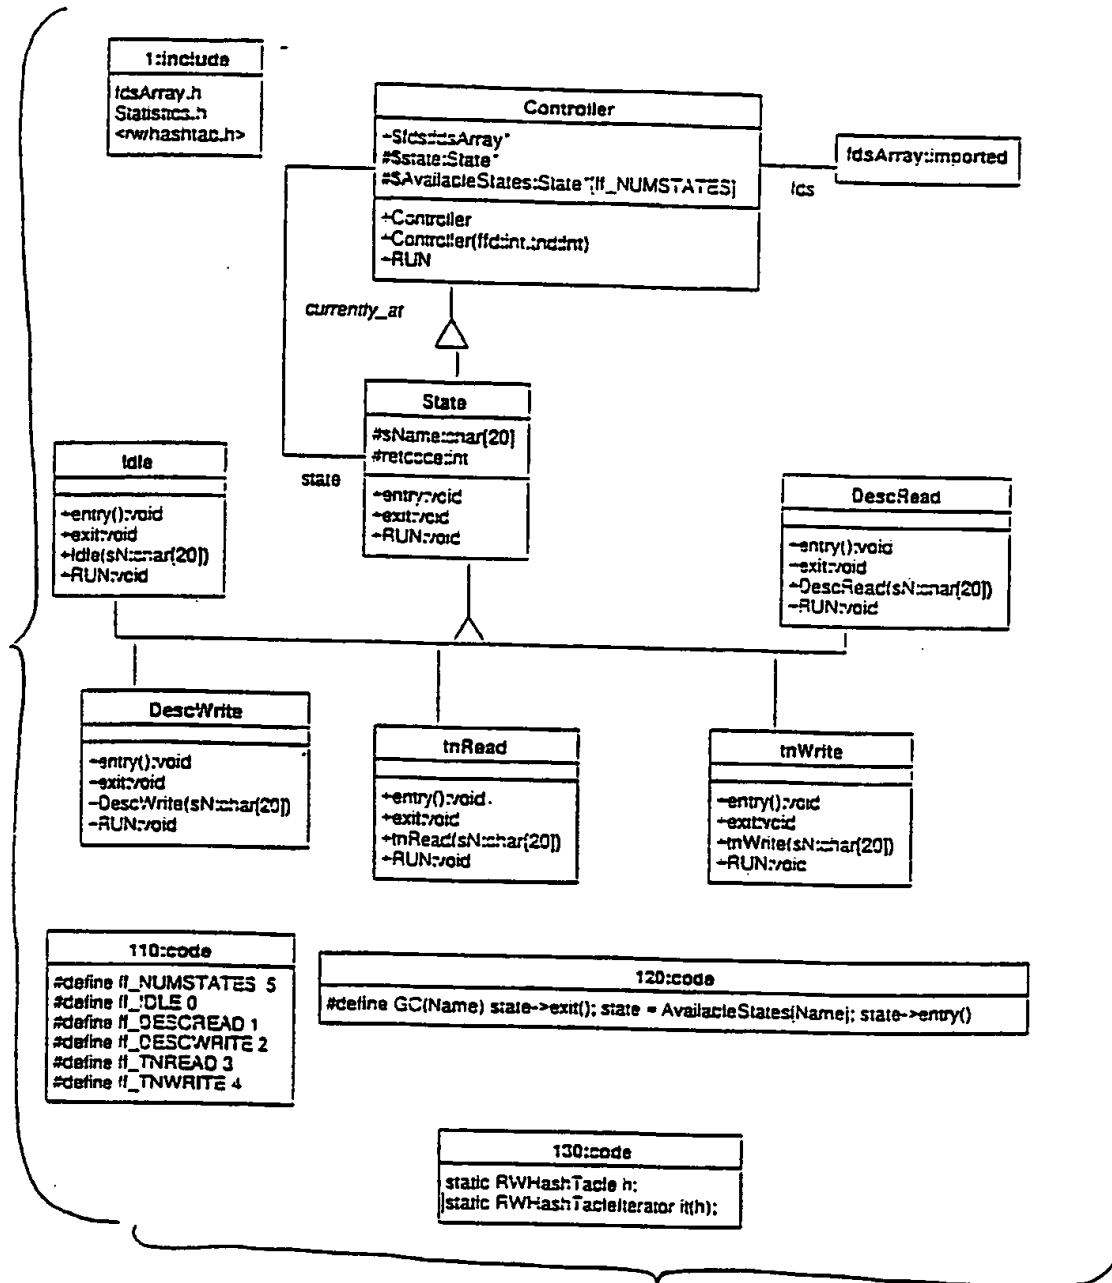 1:include
fdsArray.h
Statistics.h
<rw/hashtab.h>
Controller
+$fds:fdsArray*
#$state:State*
#$AvailableStates:State*[ff_NUMSTATES]
+Controller
+Controller(ffd:int,ind:int)
+RUN
fdsArray::imported
fds
currently_at
State
#sName:char[20]
#retcode:int
+entry:void
+exit:void
+RUN:void
state
Idle
+entry():void
+exit:void
+Idle(sN:char[20])
+RUN:void
DescRead
+entry():void
+exit:void
+DescRead(sN:char[20])
+RUN:void
DescWrite
+entry():void
+exit:void
+DescWrite(sN:char[20])
+RUN:void
tnRead
+entry():void
+exit:void
+tnRead(sN:char[20])
+RUN:void
tnWrite
+entry():void
+exit:void
+tnWrite(sN:char[20])
+RUN:void
110:code
#define ff_NUMSTATES 5
#define ff_IDLE 0
#define ff_DESCREAD 1
#define ff_DESCWRITE 2
#define ff_TNREAD 3
#define ff_TNWRITE 4
120:code
#define GC(Name) state->exit(); state = AvailableStates[Name]; state->entry()
130:code
static RWHashTable h;
static RWHashTableIterator it(h);